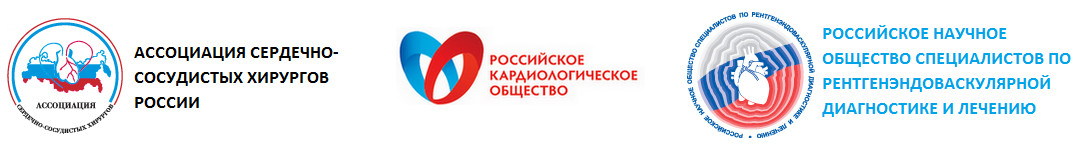 АССОЦИАЦИЯ
СЕРДЕЧНО-СОСУДИСТЫХ ХИРУРГОВ
АССОЦИАЦИЯ СЕРДЕЧНО-
СОСУДИСТЫХ ХИРУРГОВ
РОССИИ
РОССИЙСКОЕ
КАРДИОЛОГИЧЕСКОЕ
ОБЩЕСТВО
РОССИЙСКОЕ НАУЧНОЕ ОБЩЕСТВО СПЕЦИАЛИСТОВ ПО РЕНТГЕНЭНДОВАСКУЛЯРНОЙ ДИАГНОСТИКЕ И ЛЕЧЕНИЮ •
РОССИЙСКОЕ НАУЧНОЕ
ОБЩЕСТВО СПЕЦИАЛИСТОВ ПО
РЕНТГЕНЭНДОВАСКУЛЯРНОЙ
ДИАГНОСТИКЕ И ЛЕЧЕНИЮ